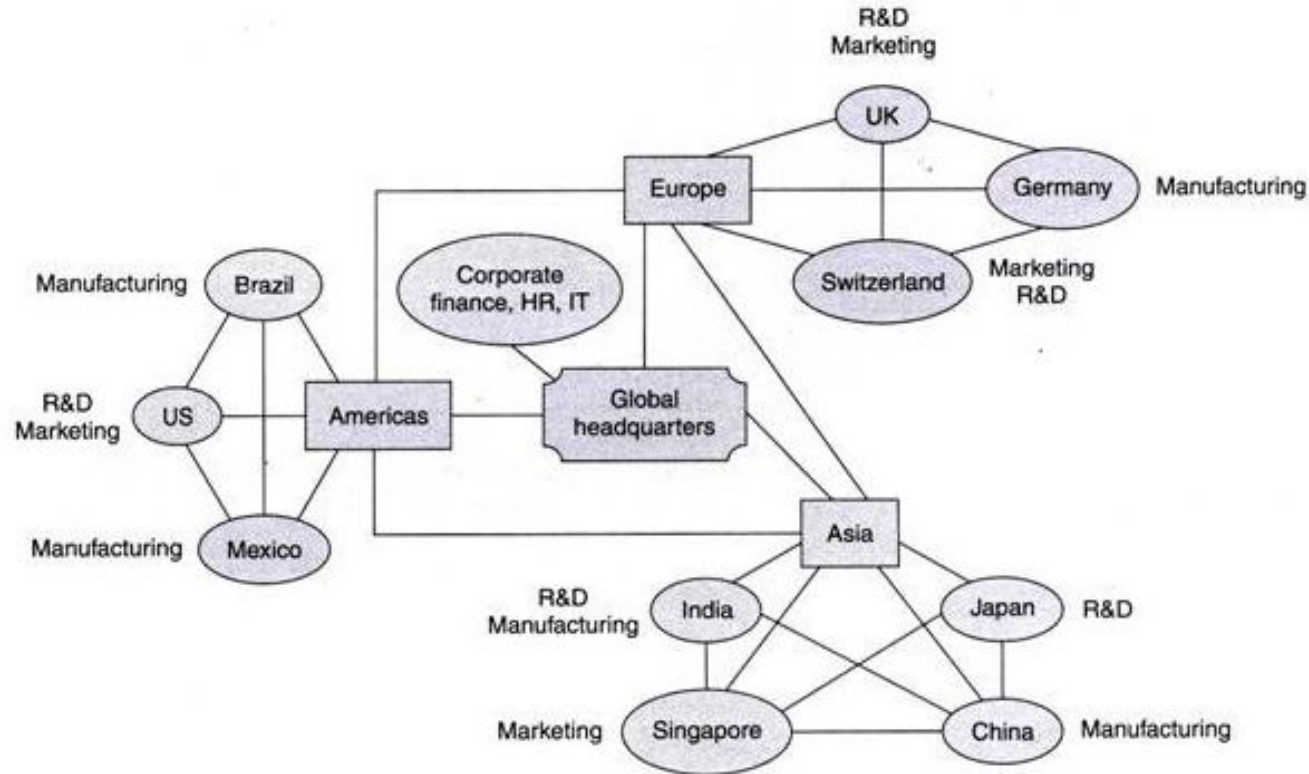 R&D
Marketing
UK
Europe
Germany
Manufacturing
Switzerland
Marketing
R&D
Corporate
finance, HR, IT
Manufacturing
Brazil
R&D
Marketing
US
Americas
Global
headquarters
Manufacturing
Mexico
Asia
R&D
Manufacturing
India
Japan
R&D
Marketing
Singapore
China
Manufacturing